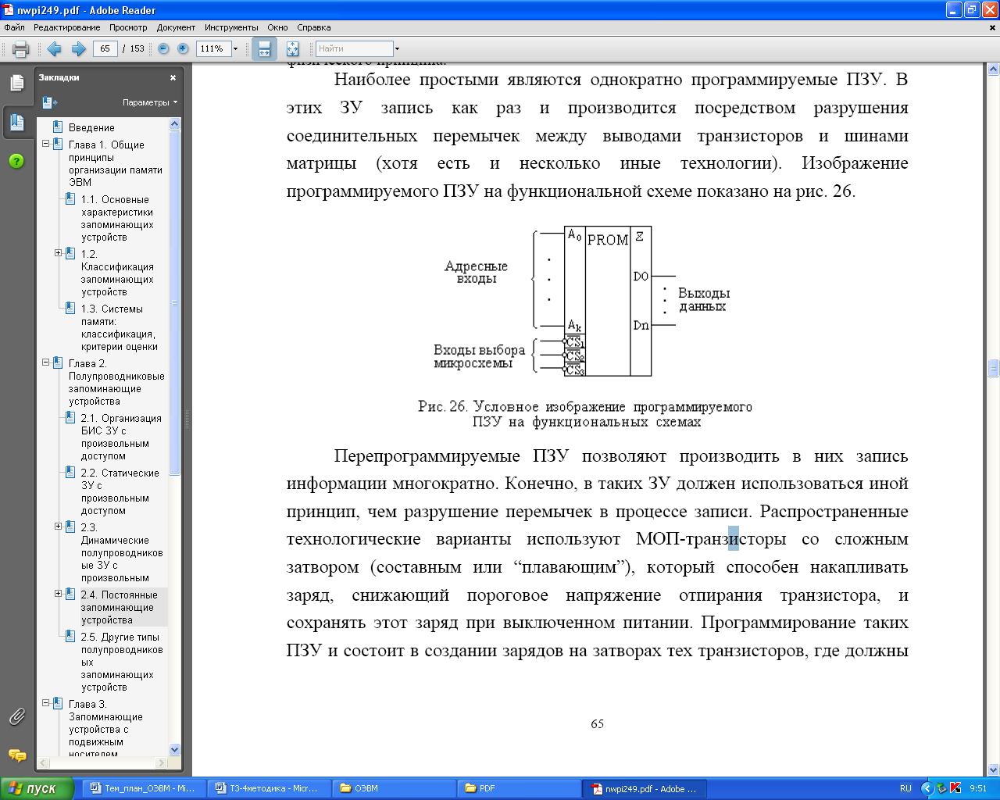 nwpi249.pdf - Adobe Reader
Файл Редактирование Просмотр Документ Инструменты Окно Справка
65 / 153 111% Найти
Закладки
Параметры
Введение
Глава 1. Общие
принципы
организации памяти
ЭВМ
1.1. Основные
характеристики
запоминающих
устройств
1.2.
Классификация
запоминающих
устройств
1.3. Системы
памяти:
классификация,
критерии оценки
Глава 2.
Полупроводниковые
запоминающие
устройства
2.1. Организация
БИС ЗУ с
произвольным
доступом
2.2. Статические
ЗУ с
произвольным
доступом
2.3.
Динамические
полупроводников
ые ЗУ с
произвольным
2.4. Постоянные
запоминающие
устройства
2.5. Другие типы
полупроводников
ых
запоминающих
устройств
Глава 3.
Запоминающие
устройства с
подвижным
носителем
физического принципа.
Наиболее простыми являются однократно программируемые ПЗУ. В
этих ЗУ запись как раз и производится посредством разрушения
соединительных перемычек между выводами транзисторов и шинами
матрицы (хотя есть и несколько иные технологии). Изображение
программируемого ПЗУ на функциональной схеме показано на рис. 26.
A0 PROM Z
Адресные
входы
D0
Выходы
данных
Ak Dn
Входы выбора
микросхемы
CS1
CS2
CS3
Рис. 26. Условное изображение программируемого
ПЗУ на функциональных схемах
Перепрограммируемые ПЗУ позволяют производить в них запись
информации многократно. Конечно, в таких ЗУ должен использоваться иной
принцип, чем разрушение перемычек в процессе записи. Распространенные
технологические варианты используют МОП-транзисторы со сложным
затвором (составным или “плавающим”), который способен накапливать
заряд, снижающий пороговое напряжение отпирания транзистора, и
сохранять этот заряд при выключенном питании. Программирование таких
ПЗУ и состоит в создании зарядов на затворах тех транзисторов, где должны
65
пуск Тем_план_ОЭВМ - Mi... ТЗ-4методика - Micr... ОЭВМ PDF nwpi249.pdf - Adobe ... RU 9:51